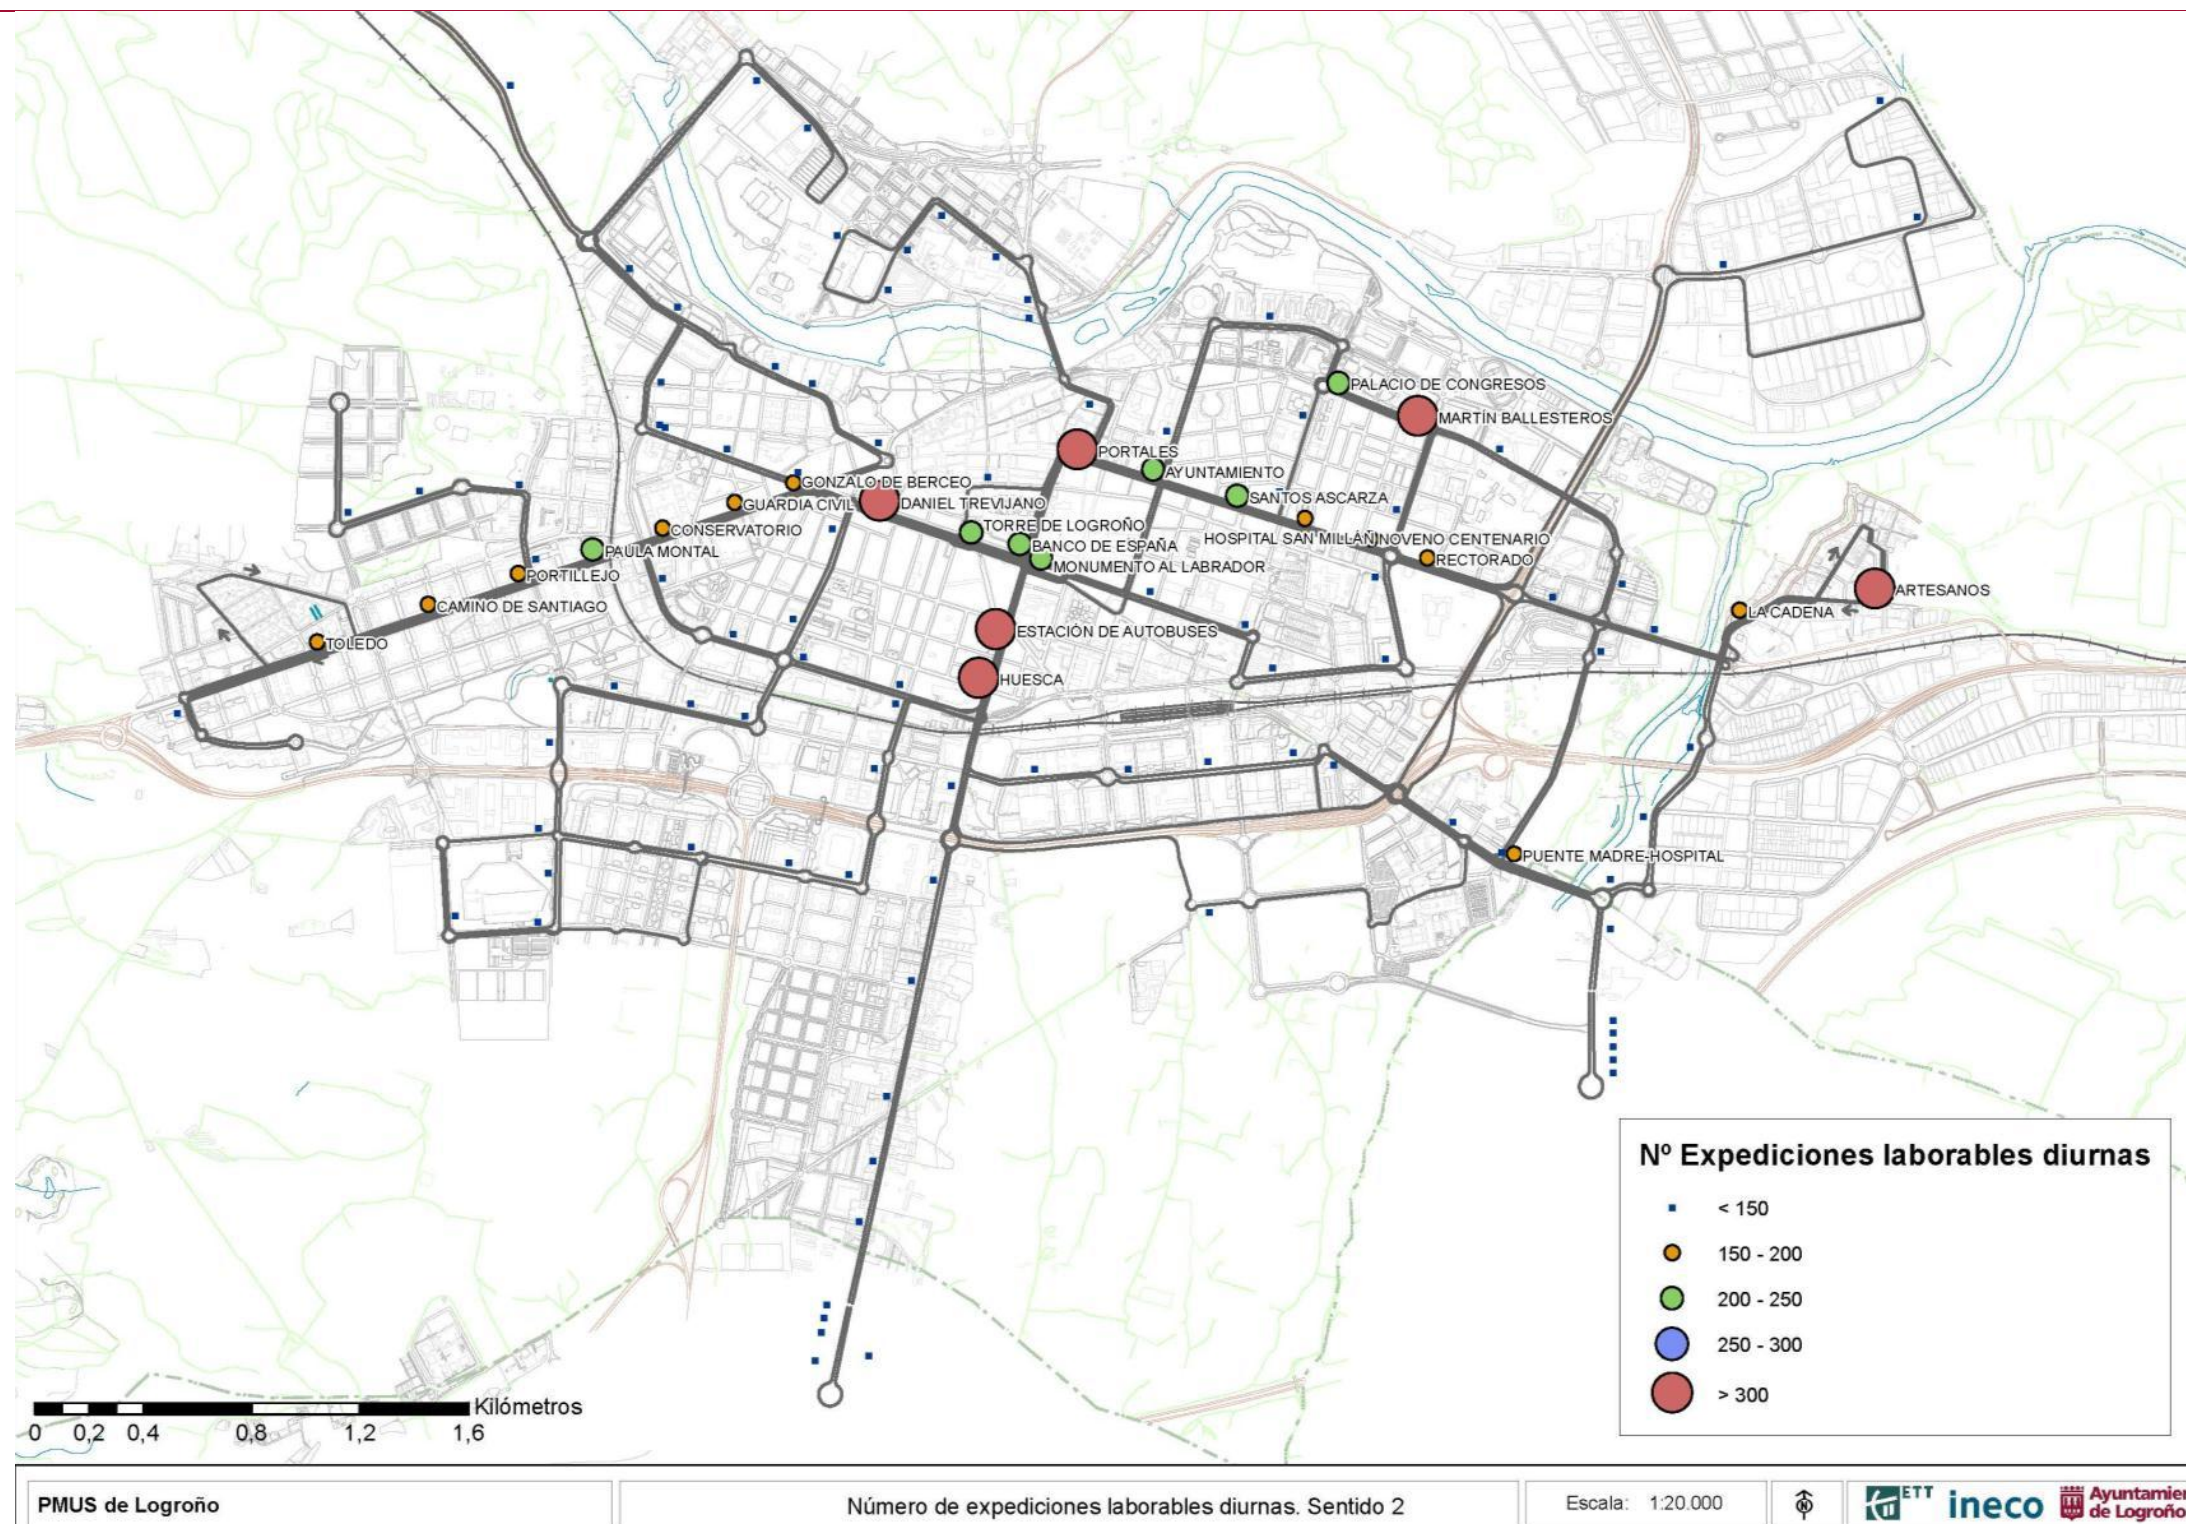 PALACIO DE CONGRESOS
MARTÍN BALLESTEROS
PORTALES
AYUNTAMIENTO
GONZALO DE BERCEO
SANTOS ASCARZA
GUARDIA CIVIL
DANIEL TREVIJANO
CONSERVATORIO
TORRE DE LOGROÑO
HOSPITAL SAN MILLÁN
NOVENO CENTENARIO
PAULA MONTAL
BANCO DE ESPAÑA
MONUMENTO AL LABRADOR
RECTORADO
PORTILLEJO
ARTESANOS
CAMINO DE SANTIAGO
LA CADENA
ESTACIÓN DE AUTOBUSES
TOLEDO
HUESCA
PUENTE MADRE-HOSPITAL
Nº Expediciones laborables diurnas
< 150
150 - 200
200 - 250
250 - 300
> 300
Kilómetros
0 0,2 0,4 0,8 1,2 1,6
PMUS de Logroño
Número de expediciones laborables diurnas. Sentido 2
Escala: 1:20.000
N
ETT
ineco
Ayuntamien
de Logroño